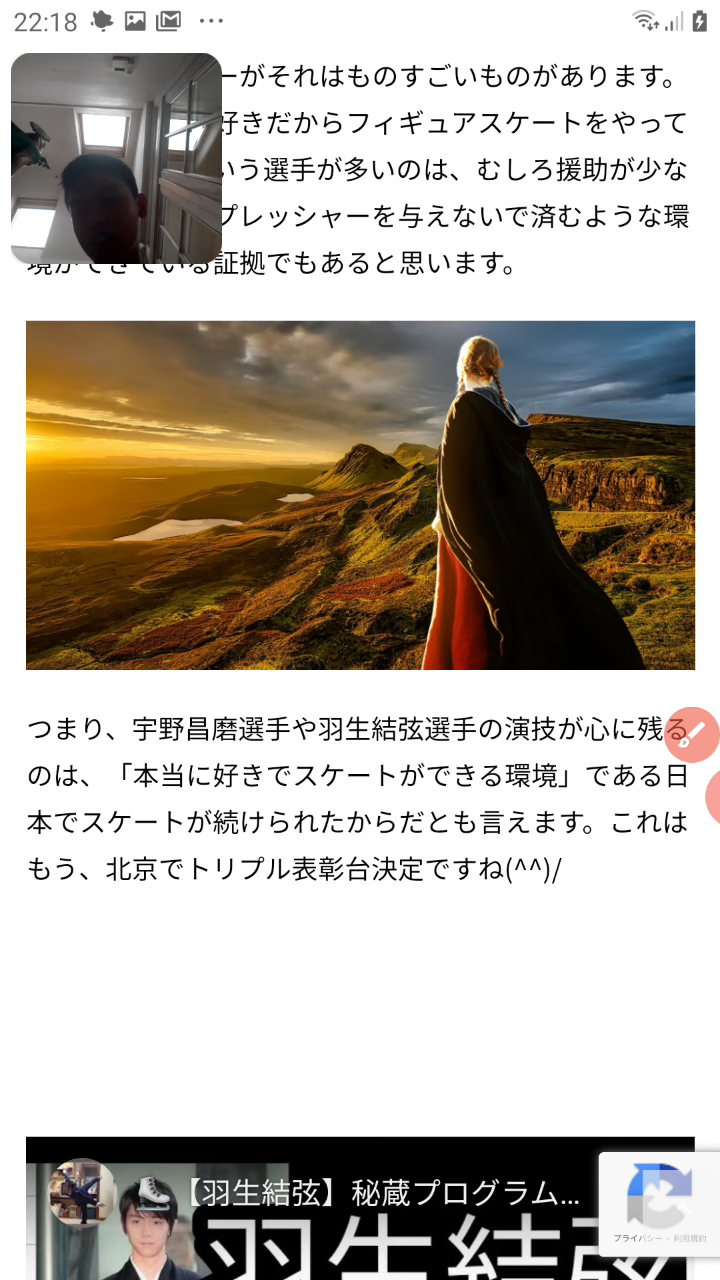 22:18
ーがそれはものすごいものがあります。
好きだからフィギュアスケートをやって
いう選手が多いのは、むしろ援助が少な
プレッシャーを与えないで済むような環
境ができている証拠でもあると思います。
つまり、宇野昌磨選手や羽生結弦選手の演技が心に残る
のは、「本当に好きでスケートができる環境」である日
本でスケートが続けられたからだとも言えます。これは
もう、北京でトリプル表彰台決定ですね(^^)/
【羽生結弦】秘蔵プログラム...
羽生結弦
プライバシー - 利用規約